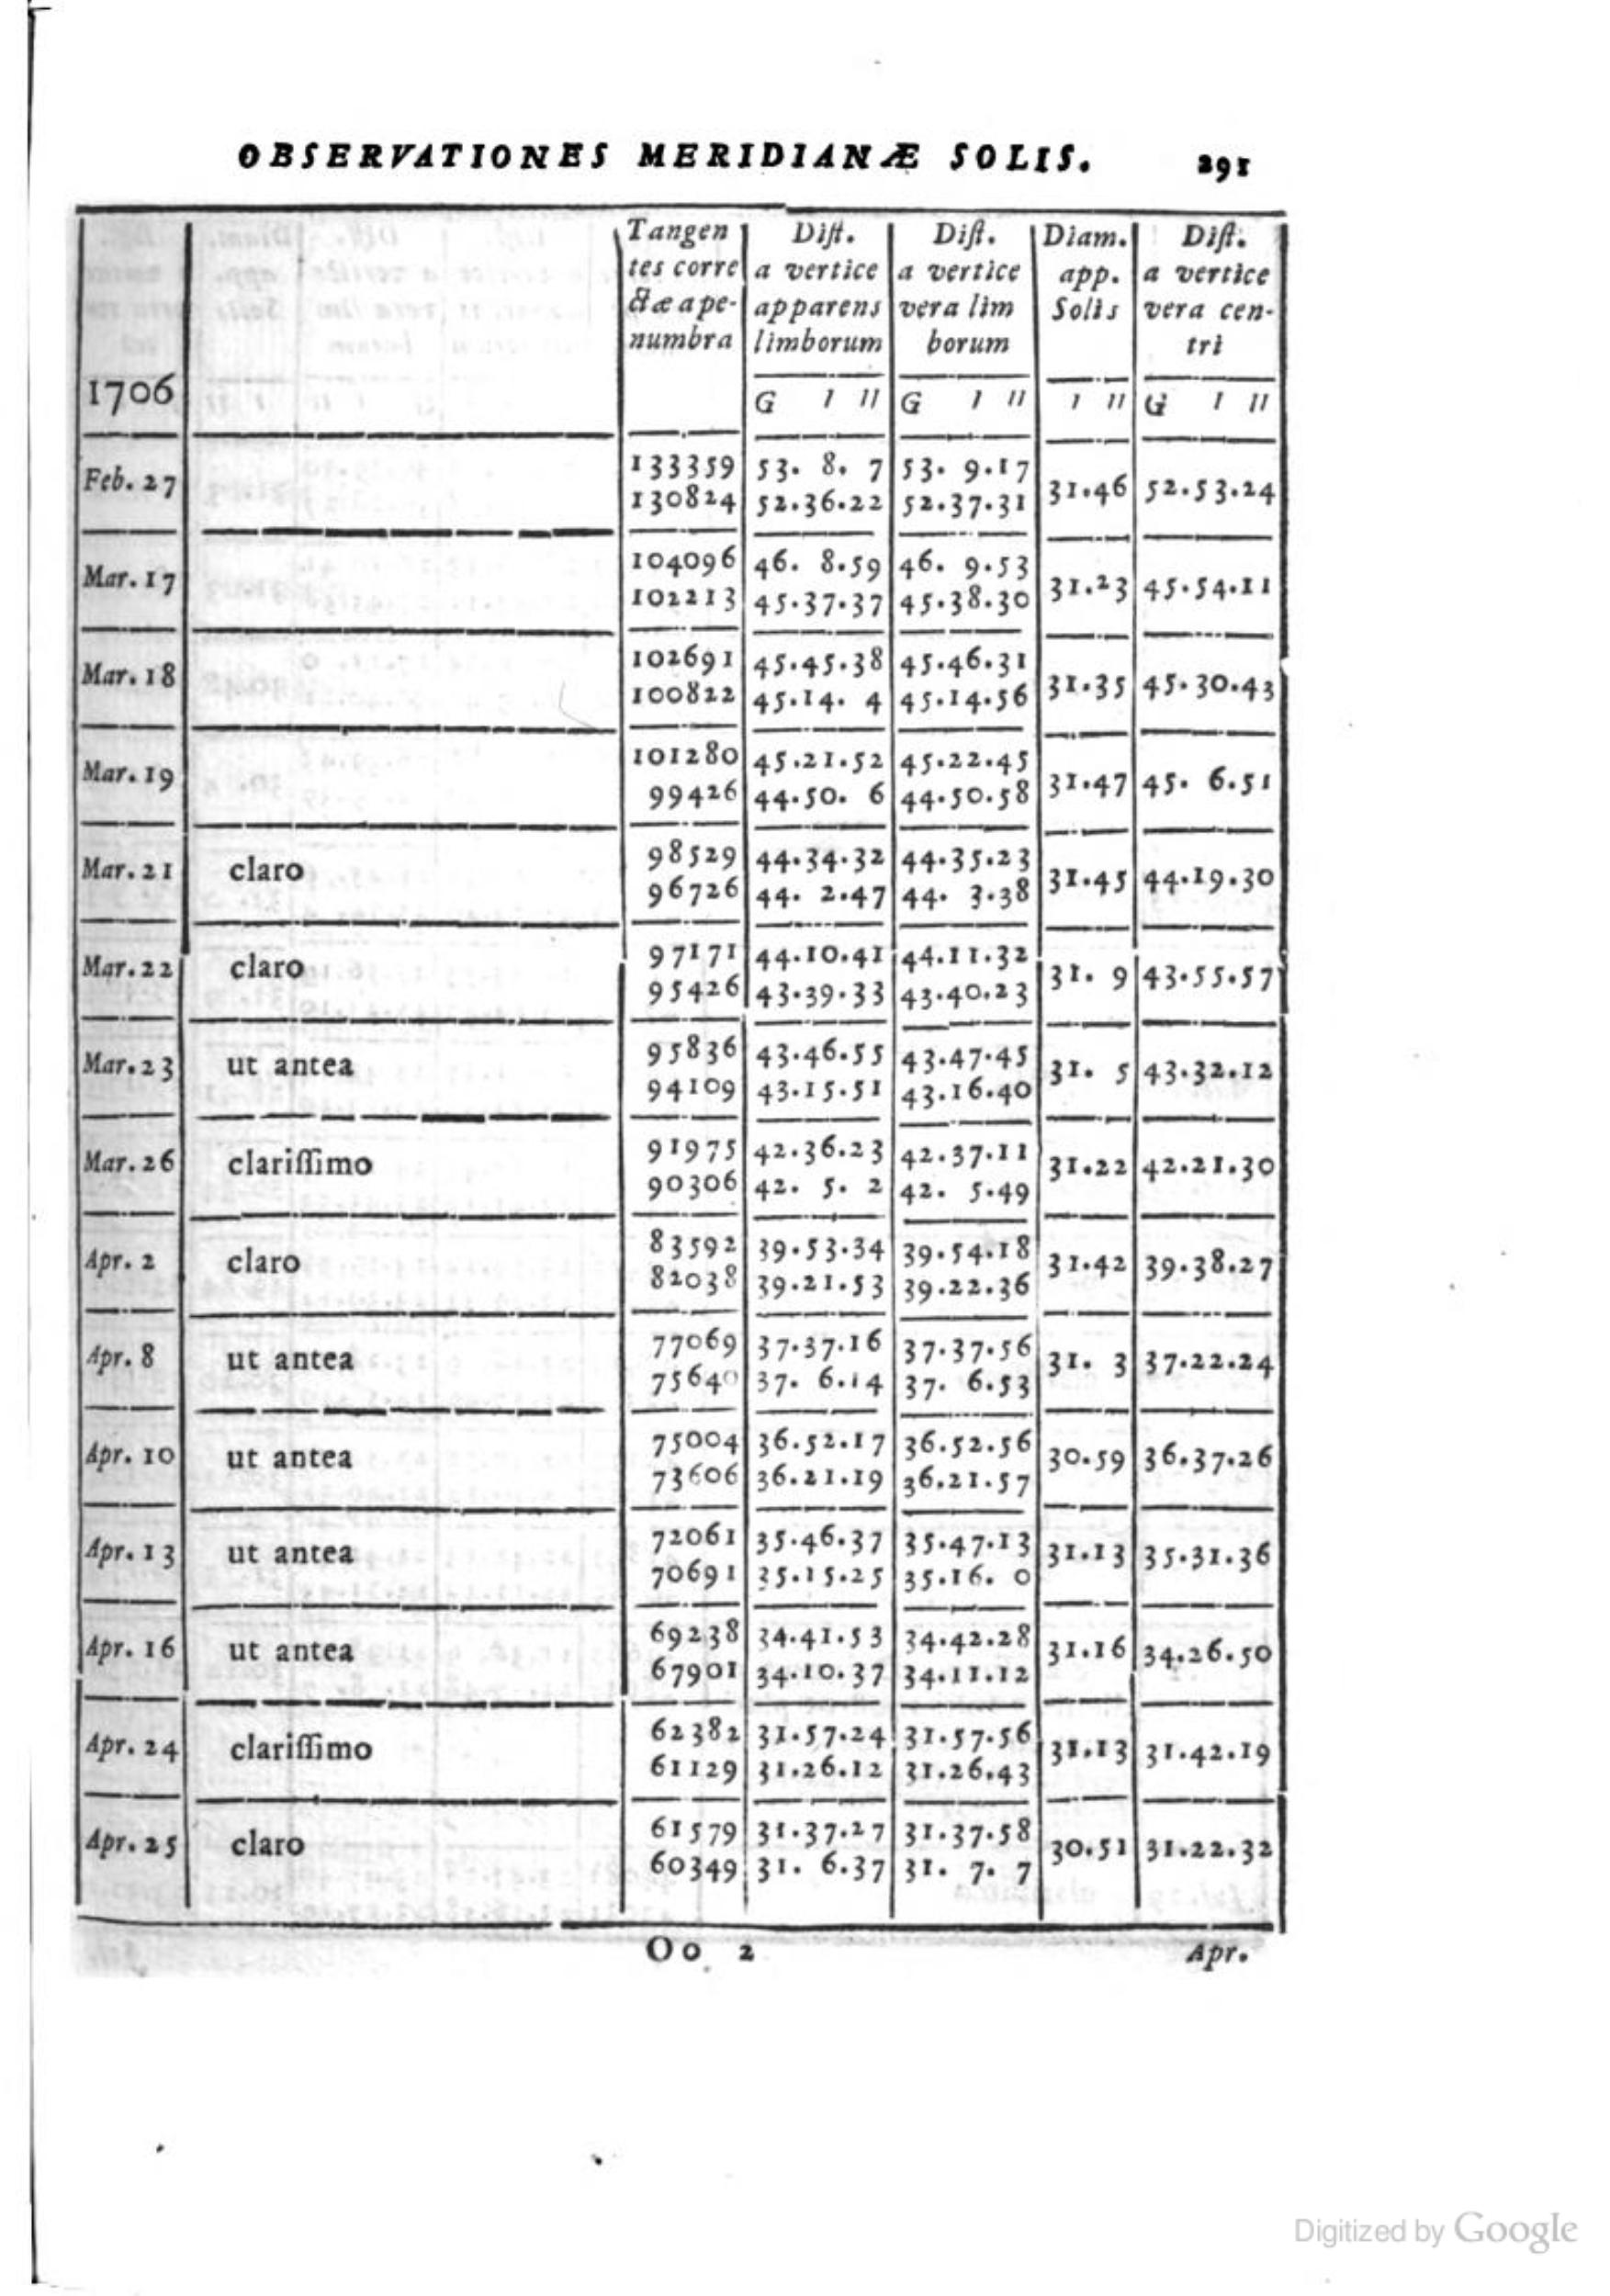 OBSERVATIONES MERIDIANÆ SOLIS. 291
1706 Tangen Dist. Dist. Diam. Dist.
tes corre a vertice a vertice app. a vertice
ctæ a pe- apparens vera lim Solis vera cen-
numbra limborum borum tri
G I II G I II I II G I II
Feb. 27 133359 53. 8. 7 53. 9.17 31.46 52.53.24
130824 52.36.22 52.37.31
Mar. 17 104096 46. 8.59 46. 9.53 31.23 45.54.11
102213 45.37.37 45.38.30
Mar. 18 102691 45.45.38 45.46.31 31.35 45.30.43
100822 45.14. 4 45.14.56
Mar. 19 101280 45.21.52 45.22.45 31.47 45. 6.51
99426 44.50. 6 44.50.58
Mar. 21 claro 98529 44.34.32 44.35.23 31.45 44.19.30
96726 44. 2.47 44. 3.38
Mar. 22 claro 97171 44.10.41 44.11.32 31. 9 43.55.57
95426 43.39.33 43.40.23
Mar. 23 ut antea 95836 43.46.55 43.47.45 31. 5 43.32.12
94109 43.15.51 43.16.40
Mar. 26 clarissimo 91975 42.36.23 42.37.11 31.22 42.21.30
90306 42. 5. 2 42. 5.49
Apr. 2 claro 83592 39.53.34 39.54.18 31.42 39.38.27
82038 39.21.53 39.22.36
Apr. 8 ut antea 77069 37.37.16 37.37.56 31. 3 37.22.24
75640 37. 6.14 37. 6.53
Apr. 10 ut antea 75004 36.52.17 36.52.56 30.59 36.37.26
73606 36.21.19 36.21.57
Apr. 13 ut antea 72061 35.46.37 35.47.13 31.13 35.31.36
70691 35.15.25 35.16. 0
Apr. 16 ut antea 69238 34.41.53 34.42.28 31.16 34.26.50
67901 34.10.37 34.11.12
Apr. 24 clarissimo 62382 31.57.24 31.57.56 31.13 31.42.19
61129 31.26.12 31.26.43
Apr. 25 claro 61579 31.37.27 31.37.58 30.51 31.22.32
60349 31. 6.37 31. 7. 7
Oo 2 Apr.
Digitized by Google